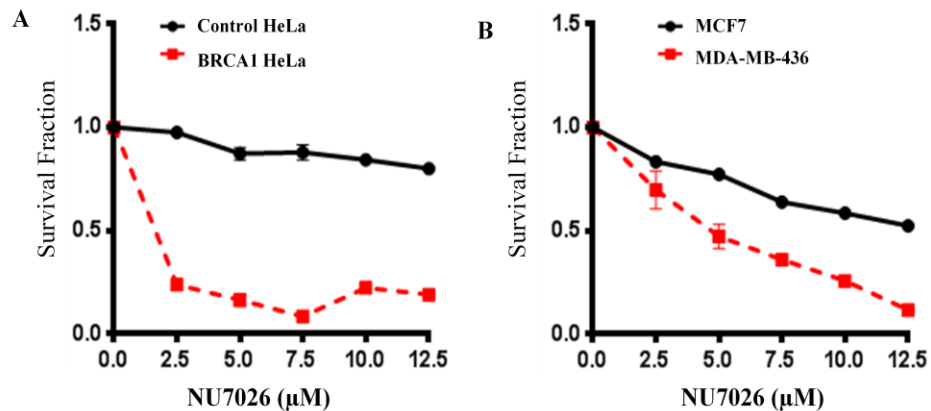 A
Control HeLa
BRCA1 HeLa
Survival Fraction
1.5
1.0
0.5
0.0
0.0 2.5 5.0 7.5 10.0 12.5
NU7026 (μM)
B
MCF7
MDA-MB-436
Survival Fraction
1.5
1.0
0.5
0.0
0.0 2.5 5.0 7.5 10.0 12.5
NU7026 (μM)